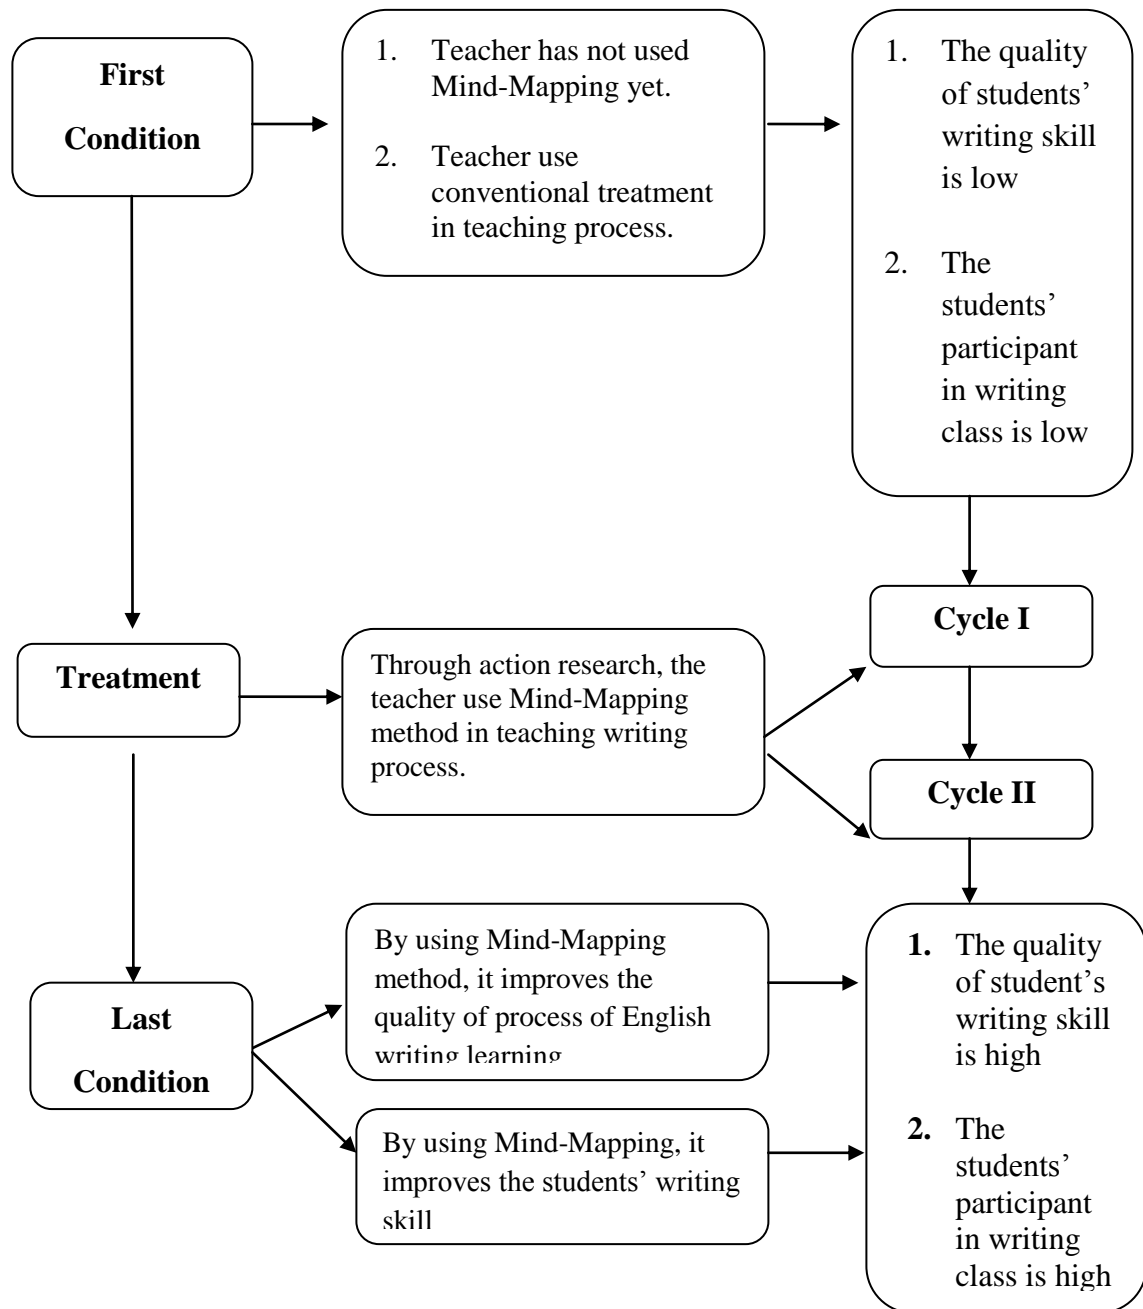 First
Condition
1. Teacher has not used
Mind-Mapping yet.
2. Teacher use
conventional treatment
in teaching process.
1. The quality
of students’
writing skill
is low
2. The
students’
participant
in writing
class is low
Cycle I
Treatment
Through action research, the
teacher use Mind-Mapping
method in teaching writing
process.
Cycle II
Last
Condition
By using Mind-Mapping
method, it improves the
quality of process of English
writing learning
By using Mind-Mapping, it
improves the students’ writing
skill
1. The quality
of student’s
writing skill
is high
2. The
students’
participant
in writing
class is high